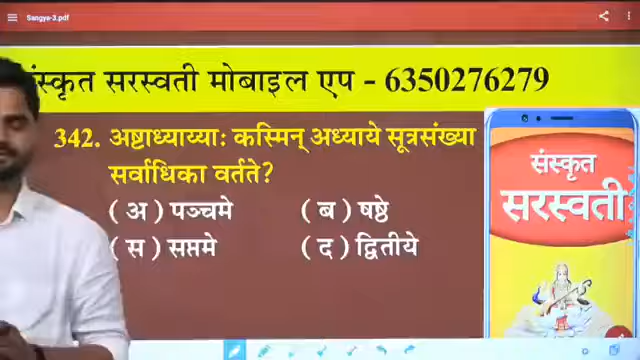 Sangya-3.pdf
संस्कृत सरस्वती मोबाइल एप - 6350276279
342. अष्टाध्याय्याः कस्मिन् अध्याये सूत्रसंख्या
सर्वाधिका वर्तते?
( अ ) पञ्चमे ( ब ) षष्ठे
( स ) सप्तमे ( द ) द्वितीये
संस्कृत
सरस्वती